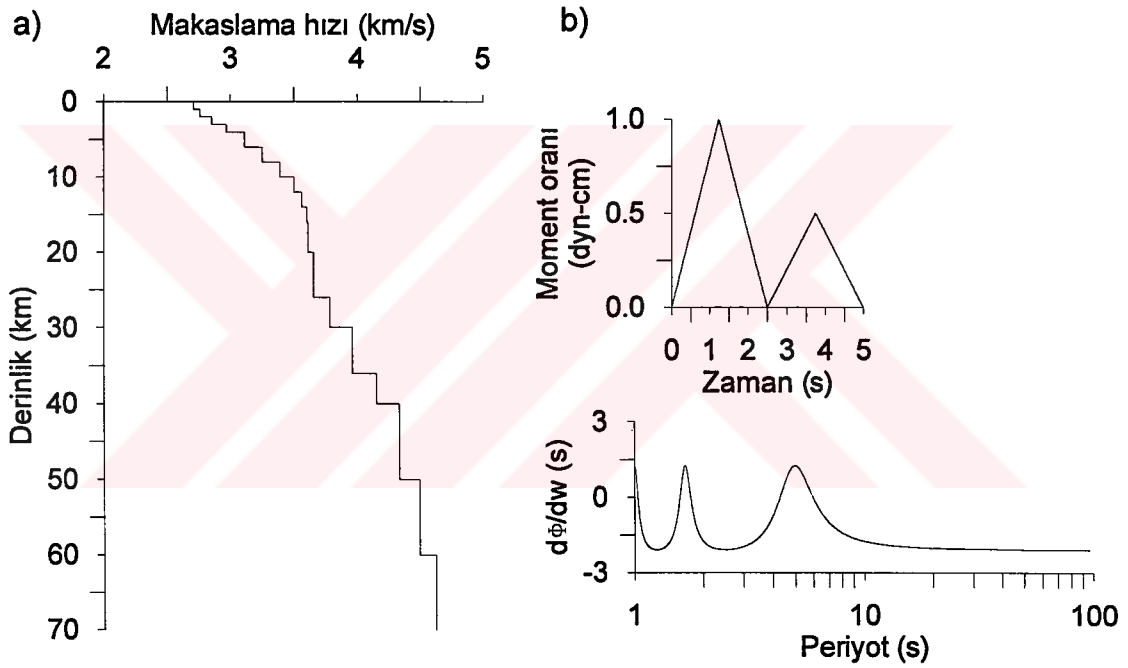 a)
Makaslama hızı (km/s)
2 3 4 5
0
10
20
30
40
50
60
70
Derinlik (km)
b)
Moment oranı
(dyn-cm)
1.0
0.5
0.0
0 1 2 3 4 5
Zaman (s)
dΦ/dw (s)
3
0
-3
1 10 100
Periyot (s)